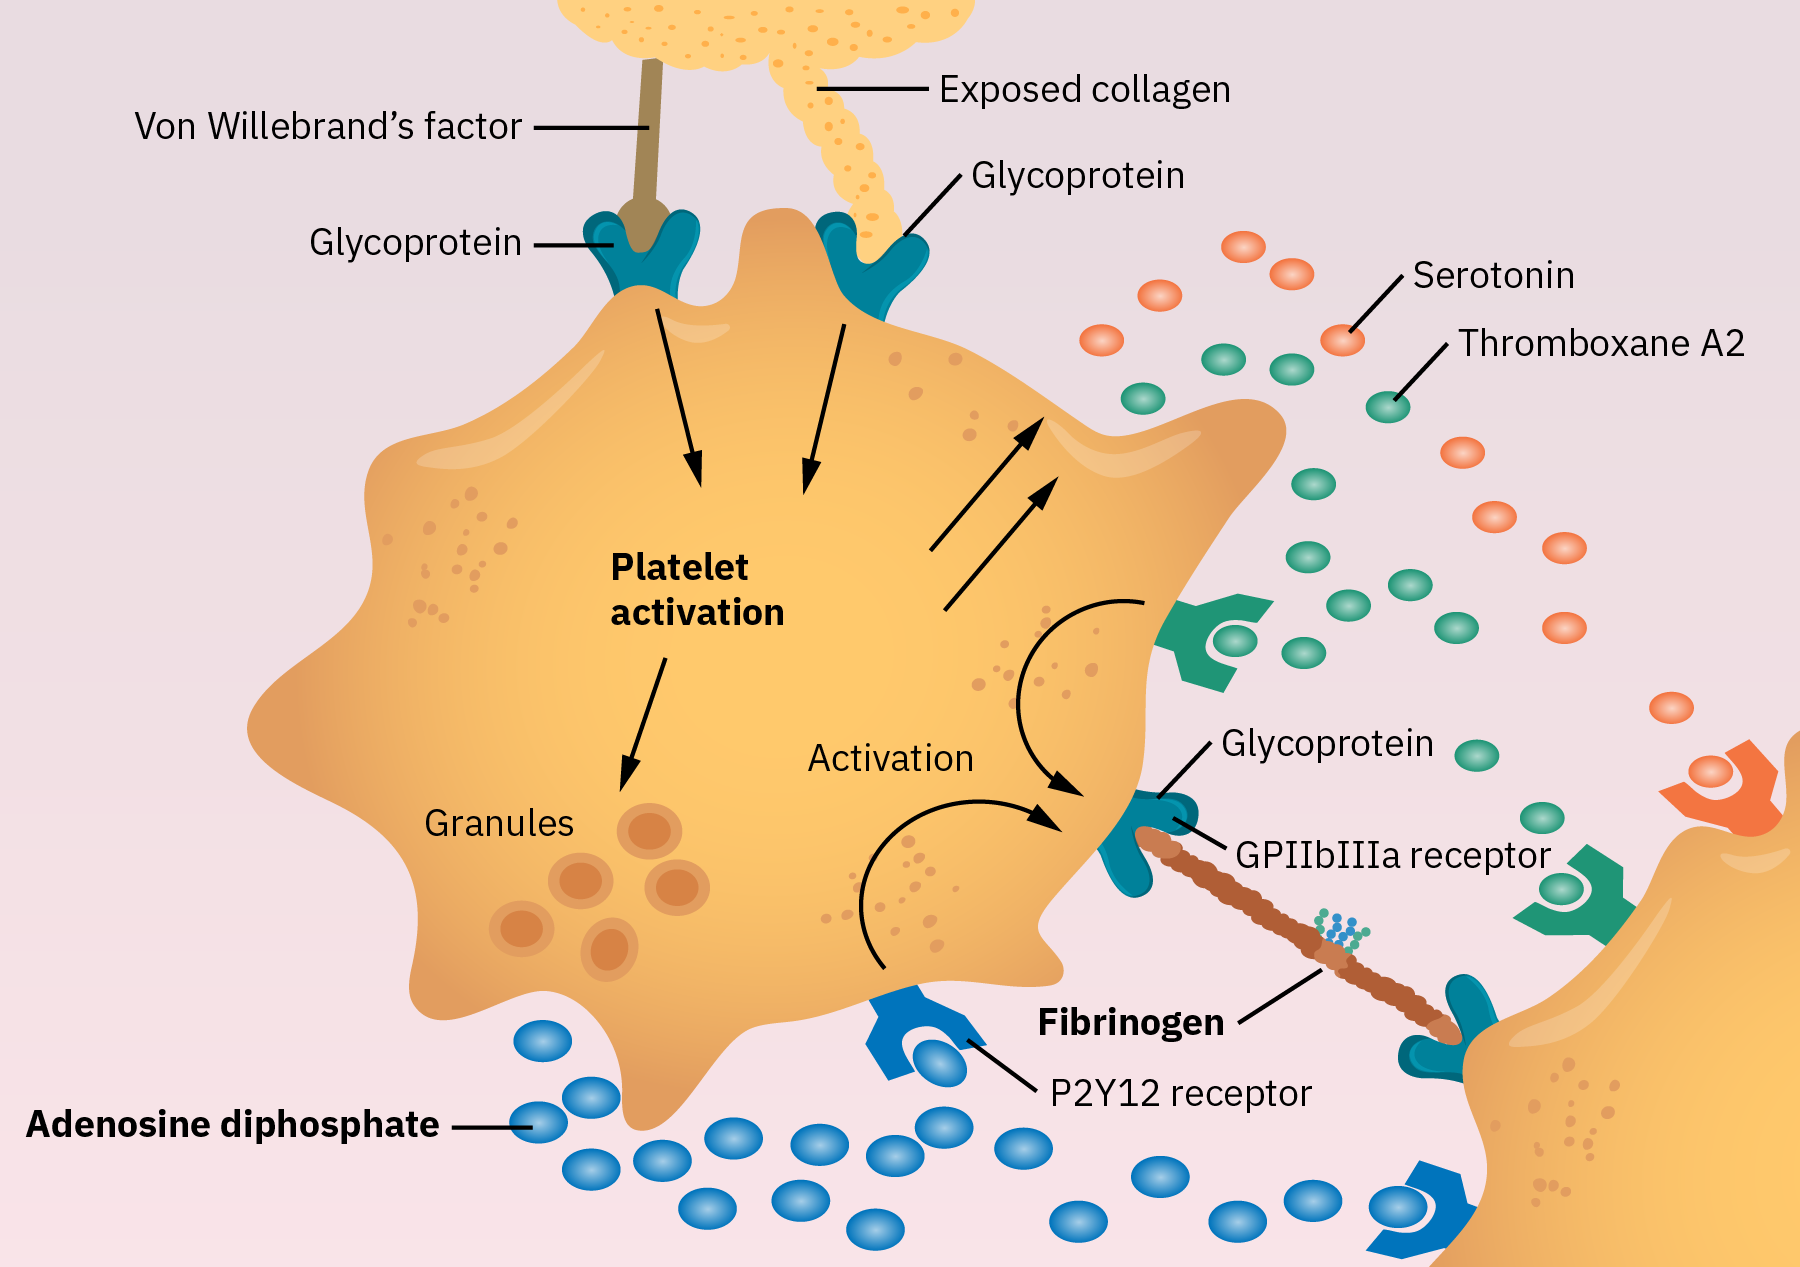 Exposed collagen
Von Willebrand’s factor
Glycoprotein
Glycoprotein
Serotonin
Thromboxane A2
Platelet
activation
Glycoprotein
Activation
Granules
GPIIbIIIa receptor
Fibrinogen
P2Y12 receptor
Adenosine diphosphate